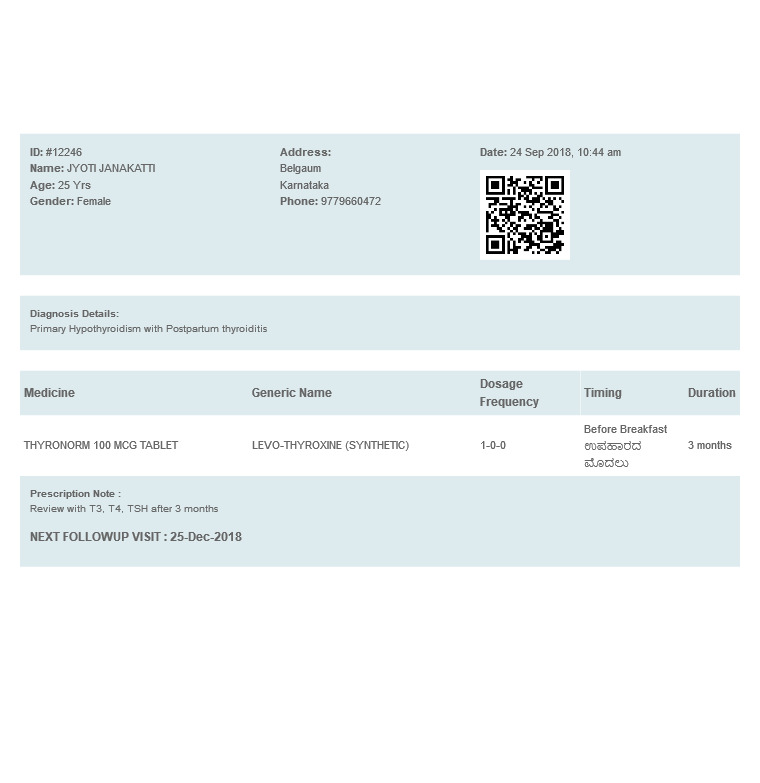 ID: #12246
Name: JYOTI JANAKATTI
Age: 25 Yrs
Gender: Female
Address:
Belgaum
Karnataka
Phone: 9779660472
Date: 24 Sep 2018, 10:44 am
Diagnosis Details:
Primary Hypothyroidism with Postpartum thyroiditis
Medicine Generic Name Dosage Frequency Timing Duration
THYRONORM 100 MCG TABLET LEVO-THYROXINE (SYNTHETIC) 1-0-0 Before Breakfast ಉಪಹಾರದ ಮೊದಲು 3 months
Prescription Note :
Review with T3, T4, TSH after 3 months
NEXT FOLLOWUP VISIT : 25-Dec-2018